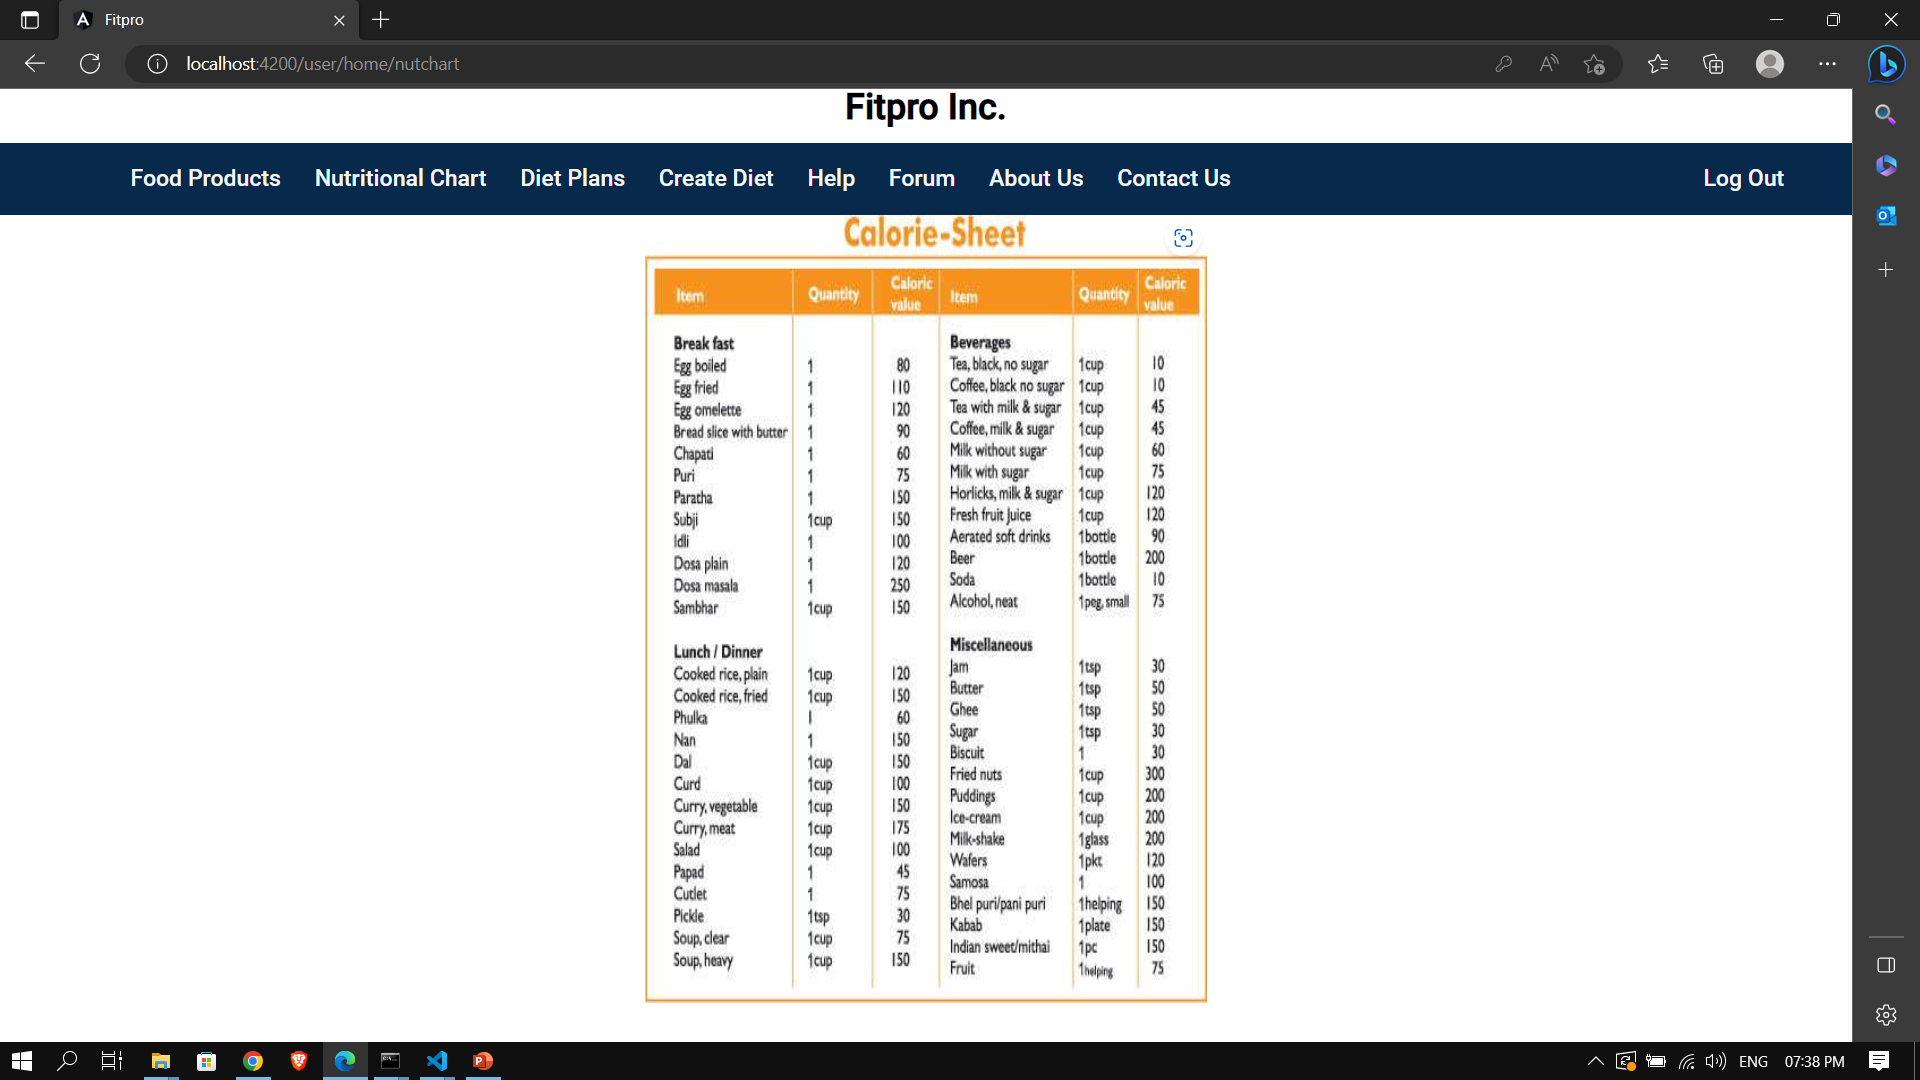 Fitpro
localhost:4200/user/home/nutchart
Fitpro Inc.
Food Products Nutritional Chart Diet Plans Create Diet Help Forum About Us Contact Us Log Out
Calorie-Sheet
Item Quantity Caloric value Item Quantity Caloric value
Break fast
Egg boiled 1 80
Egg fried 1 110
Egg omelette 1 120
Bread slice with butter 1 90
Chapati 1 60
Puri 1 75
Paratha 1 150
Subji 1cup 150
Idli 1 100
Dosa plain 1 120
Dosa masala 1 250
Sambhar 1cup 150
Lunch / Dinner
Cooked rice, plain 1cup 120
Cooked rice, fried 1cup 150
Phulka 1 60
Nan 1 150
Dal 1cup 150
Curd 1cup 100
Curry, vegetable 1cup 150
Curry, meat 1cup 175
Salad 1cup 100
Papad 1 45
Cutlet 1 75
Pickle 1tsp 30
Soup, clear 1cup 75
Soup, heavy 1cup 150
Beverages
Tea, black, no sugar 1cup 10
Coffee, black no sugar 1cup 10
Tea with milk & sugar 1cup 45
Coffee, milk & sugar 1cup 45
Milk without sugar 1cup 60
Milk with sugar 1cup 75
Horlicks, milk & sugar 1cup 120
Fresh fruit Juice 1cup 120
Aerated soft drinks 1bottle 90
Beer 1bottle 200
Soda 1bottle 10
Alcohol, neat 1peg, small 75
Miscellaneous
Jam 1tsp 30
Butter 1tsp 50
Ghee 1tsp 50
Sugar 1tsp 30
Biscuit 1 30
Fried nuts 1cup 300
Puddings 1cup 200
Ice-cream 1cup 200
Milk-shake 1glass 200
Wafers 1pkt 120
Samosa 1 100
Bhel puri/pani puri 1helping 150
Kabab 1plate 150
Indian sweet/mithai 1pc 150
Fruit 1helping 75
ENG 07:38 PM